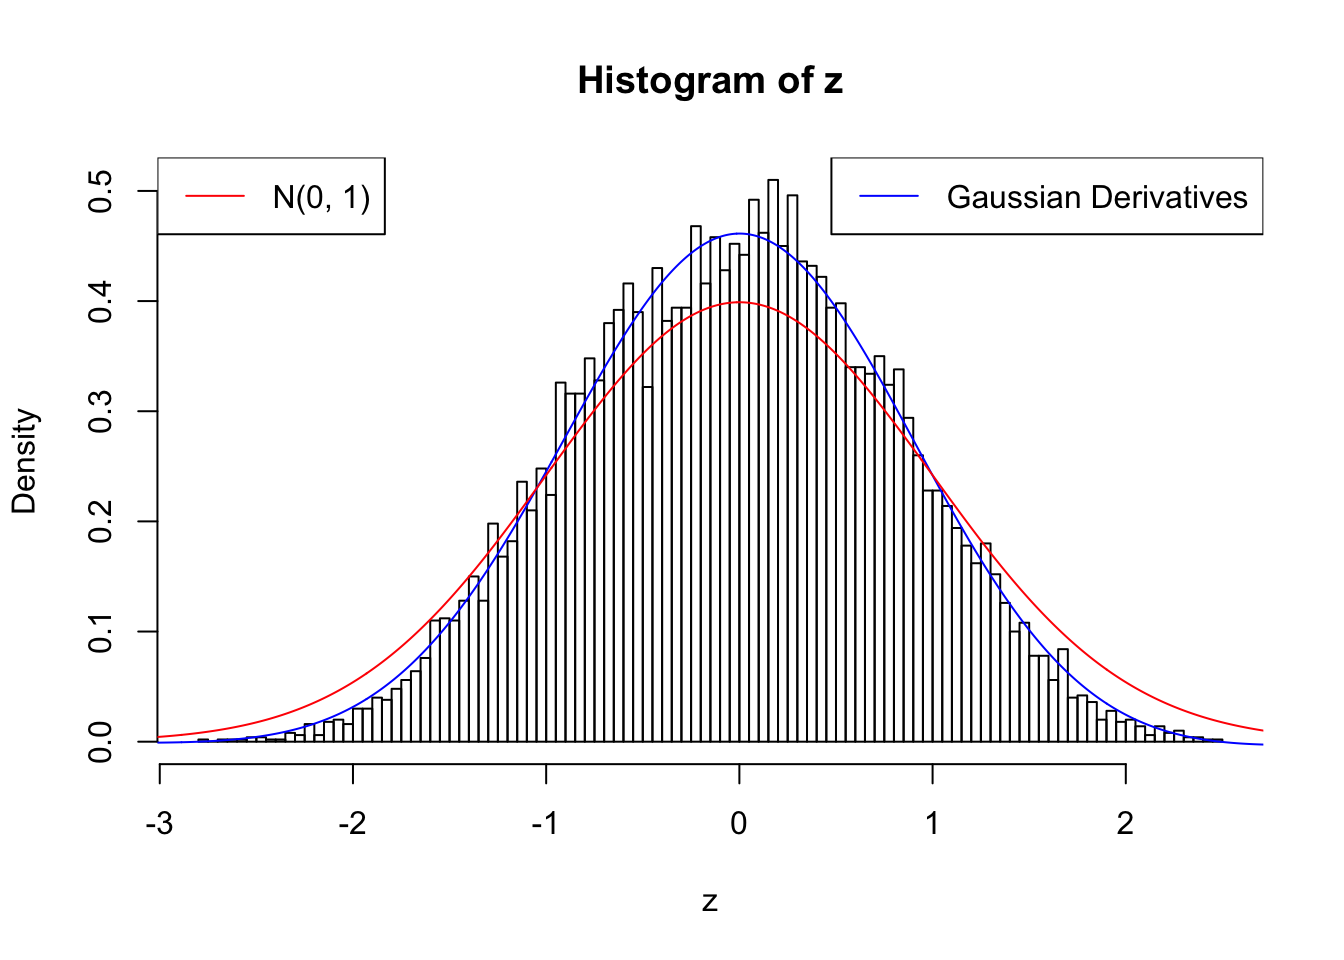 Histogram of z
N(0, 1)
Gaussian Derivatives
Density
0.5
0.4
0.3
0.2
0.1
0.0
-3 -2 -1 0 1 2
z